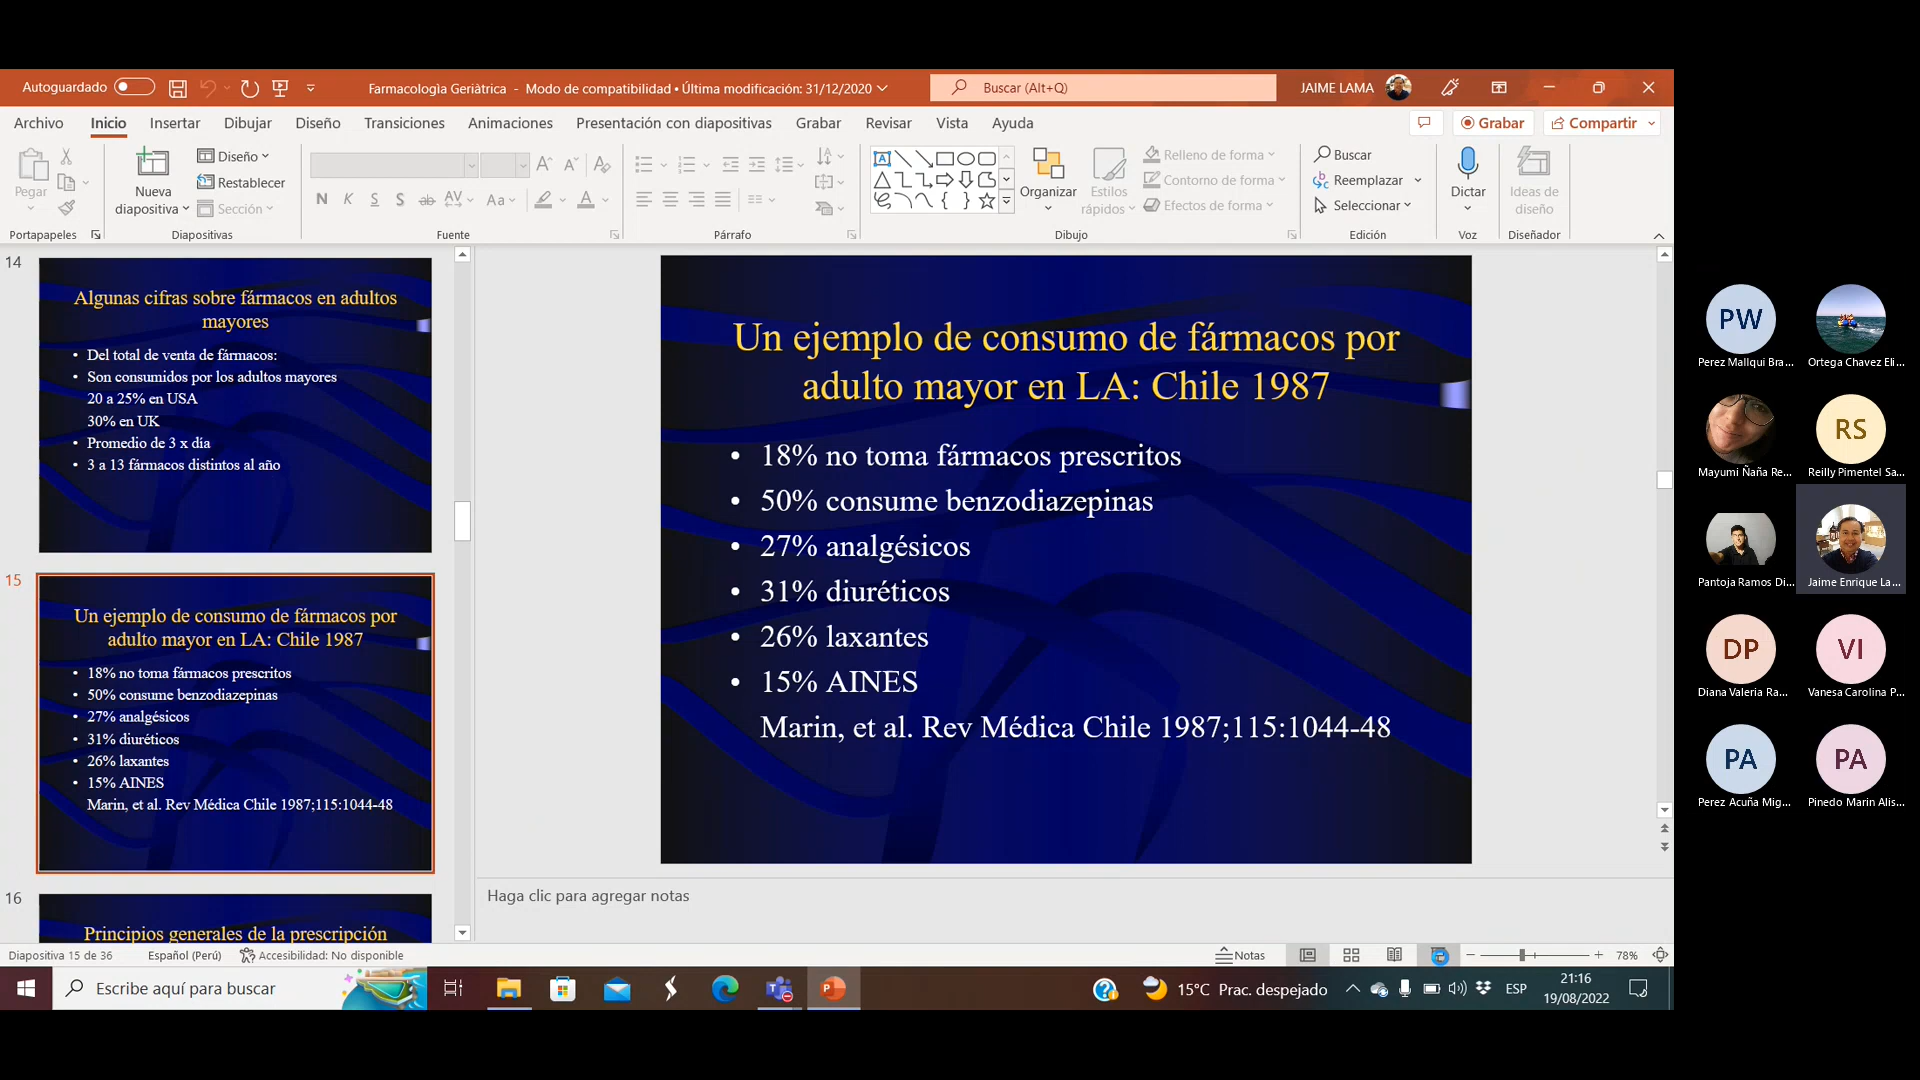 Autoguardado
Farmacologìa Geriàtrica - Modo de compatibilidad • Última modificación: 31/12/2020
Buscar (Alt+Q)
JAIME LAMA
Archivo
Inicio
Insertar
Dibujar
Diseño
Transiciones
Animaciones
Presentación con diapositivas
Grabar
Revisar
Vista
Ayuda
Grabar
Compartir
Pegar
Nueva diapositiva
Diseño
Restablecer
Sección
N K S S ab AV Aa A
Organizar
Estilos rápidos
Relleno de forma
Contorno de forma
Efectos de forma
Buscar
Reemplazar
Seleccionar
Dictar
Ideas de diseño
Portapapeles
Diapositivas
Fuente
Párrafo
Dibujo
Edición
Voz
Diseñador
14
Algunas cifras sobre fármacos en adultos
mayores
• Del total de venta de fármacos:
• Son consumidos por los adultos mayores
20 a 25% en USA
30% en UK
• Promedio de 3 x día
• 3 a 13 fármacos distintos al año
15
Un ejemplo de consumo de fármacos por
adulto mayor en LA: Chile 1987
• 18% no toma fármacos prescritos
• 50% consume benzodiazepinas
• 27% analgésicos
• 31% diuréticos
• 26% laxantes
• 15% AINES
Marin, et al. Rev Médica Chile 1987;115:1044-48
16
Principios generales de la prescripción
Un ejemplo de consumo de fármacos por
adulto mayor en LA: Chile 1987
• 18% no toma fármacos prescritos
• 50% consume benzodiazepinas
• 27% analgésicos
• 31% diuréticos
• 26% laxantes
• 15% AINES
Marin, et al. Rev Médica Chile 1987;115:1044-48
Haga clic para agregar notas
Diapositiva 15 de 36
Español (Perú)
Accesibilidad: No disponible
Notas
78%
Escribe aquí para buscar
15°C Prac. despejado
ESP
21:16
19/08/2022
PW
Perez Mallqui Bra...
Ortega Chavez Eli...
Mayumi Ñaña Re...
RS
Reilly Pimentel Sa...
Pantoja Ramos Di...
Jaime Enrique La...
DP
Diana Valeria Ra...
VI
Vanesa Carolina P...
PA
Perez Acuña Mig...
PA
Pinedo Marin Alis...